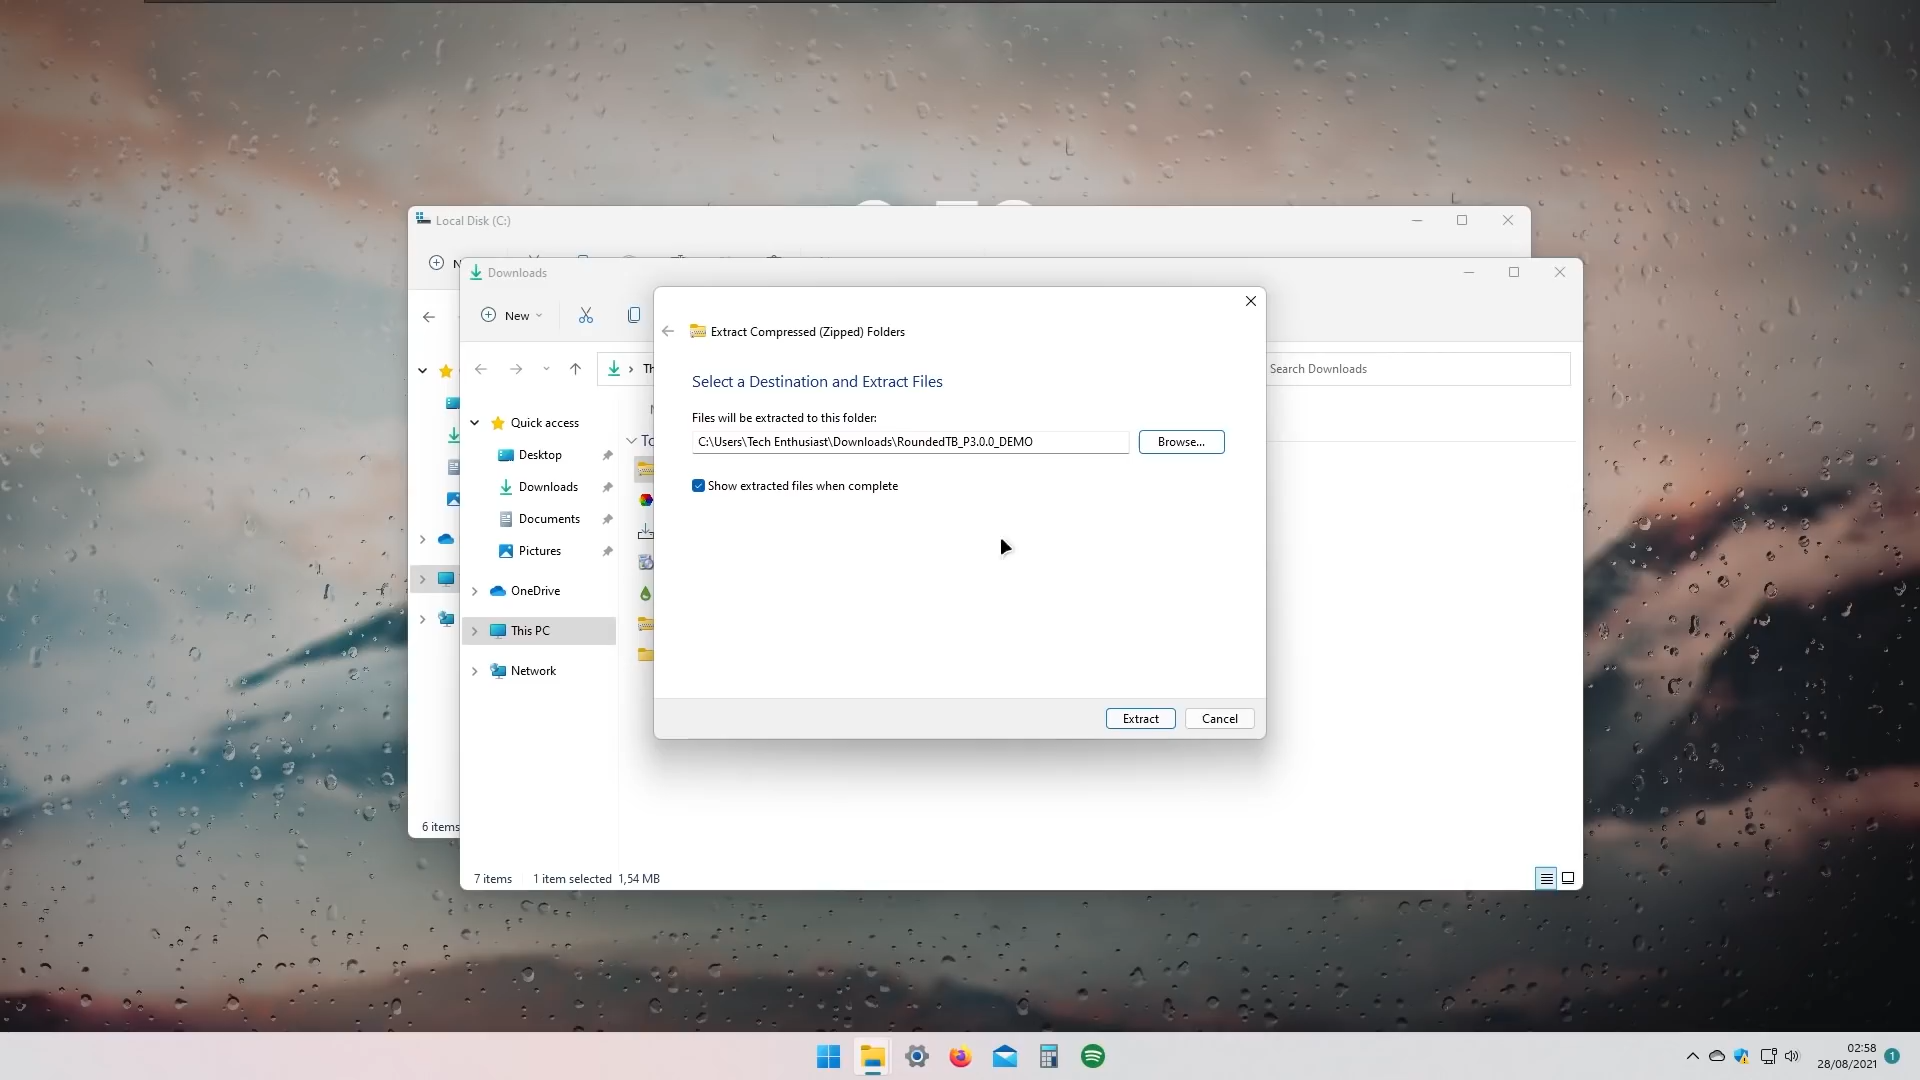 Local Disk (C:)
Downloads
New
Search Downloads
Quick access
Desktop
Downloads
Documents
Pictures
OneDrive
This PC
Network
Extract Compressed (Zipped) Folders
Select a Destination and Extract Files
Files will be extracted to this folder:
C:\Users\Tech Enthusiast\Downloads\RoundedTB_P3.0.0_DEMO
Browse...
Show extracted files when complete
Extract
Cancel
6 items
7 items
1 item selected 1,54 MB
02:58
28/08/2021
1